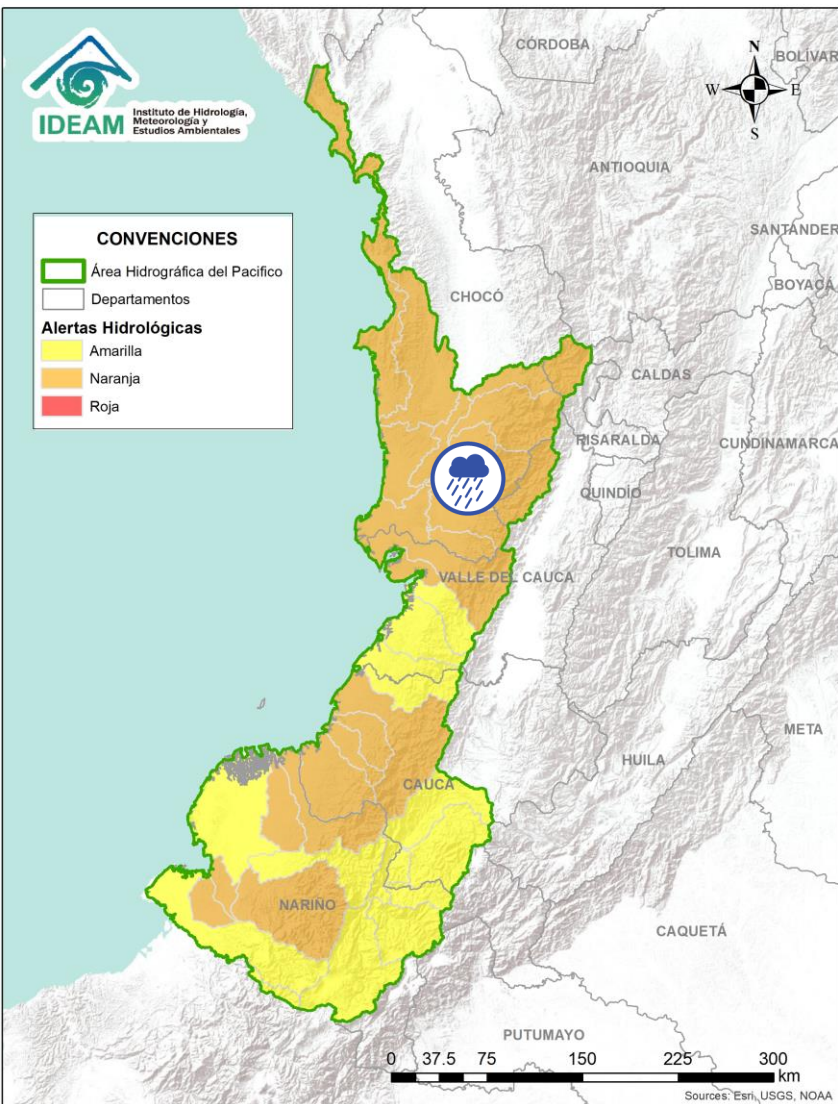 IDEAM
Instituto de Hidrología,
Meteorología y
Estudios Ambientales
CÓRDOBA
BOLÍVAR
N
W
E
S
ANTIOQUIA
SANTANDER
BOYACÁ
CONVENCIONES
Área Hidrográfica del Pacifico
Departamentos
Alertas Hidrológicas
Amarilla
Naranja
Roja
CHOCÓ
CALDAS
RISARALDA
CUNDINAMARCA
QUINDÍO
TOLIMA
VALLE DEL CAUCA
META
HUILA
CAUCA
NARIÑO
CAQUETÁ
PUTUMAYO
0 37.5 75 150 225 300
km
Sources: Esri, USGS, NOAA